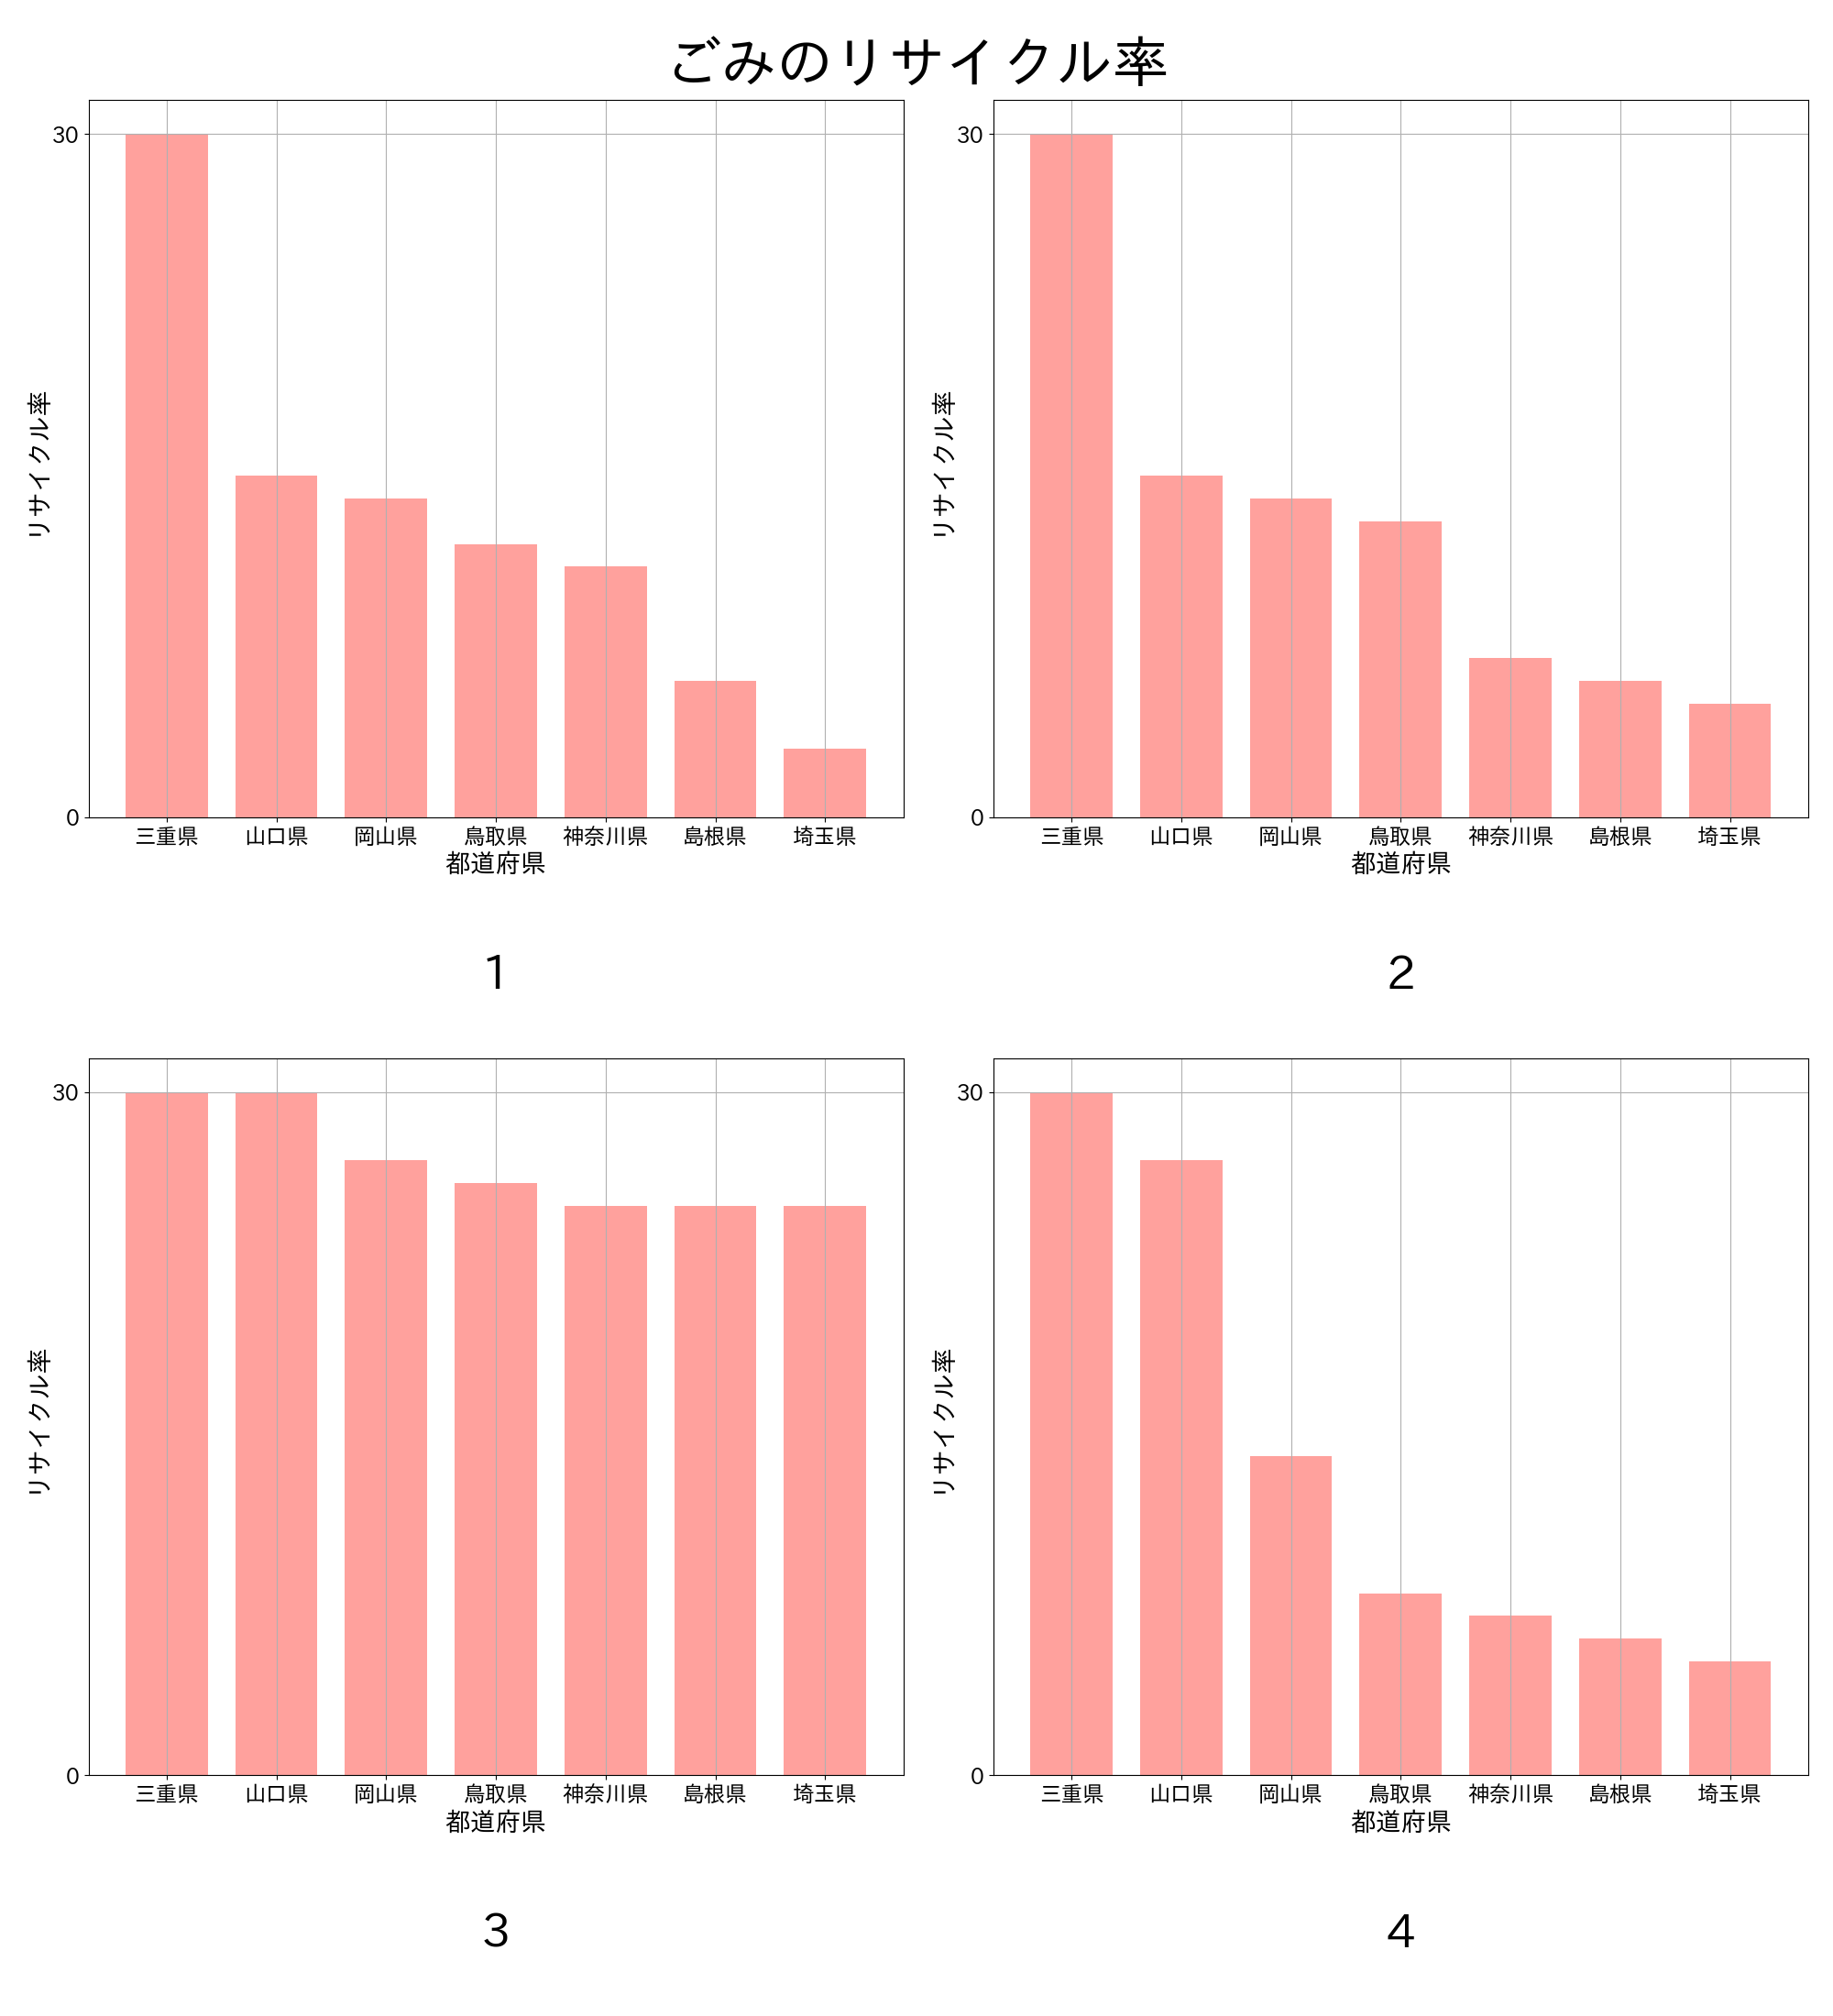 ごみのリサイクル率
30
0
リサイクル率
三重県 山口県 岡山県 鳥取県 神奈川県 島根県 埼玉県
都道府県
1
30
0
リサイクル率
三重県 山口県 岡山県 鳥取県 神奈川県 島根県 埼玉県
都道府県
2
30
0
リサイクル率
三重県 山口県 岡山県 鳥取県 神奈川県 島根県 埼玉県
都道府県
3
30
0
リサイクル率
三重県 山口県 岡山県 鳥取県 神奈川県 島根県 埼玉県
都道府県
4